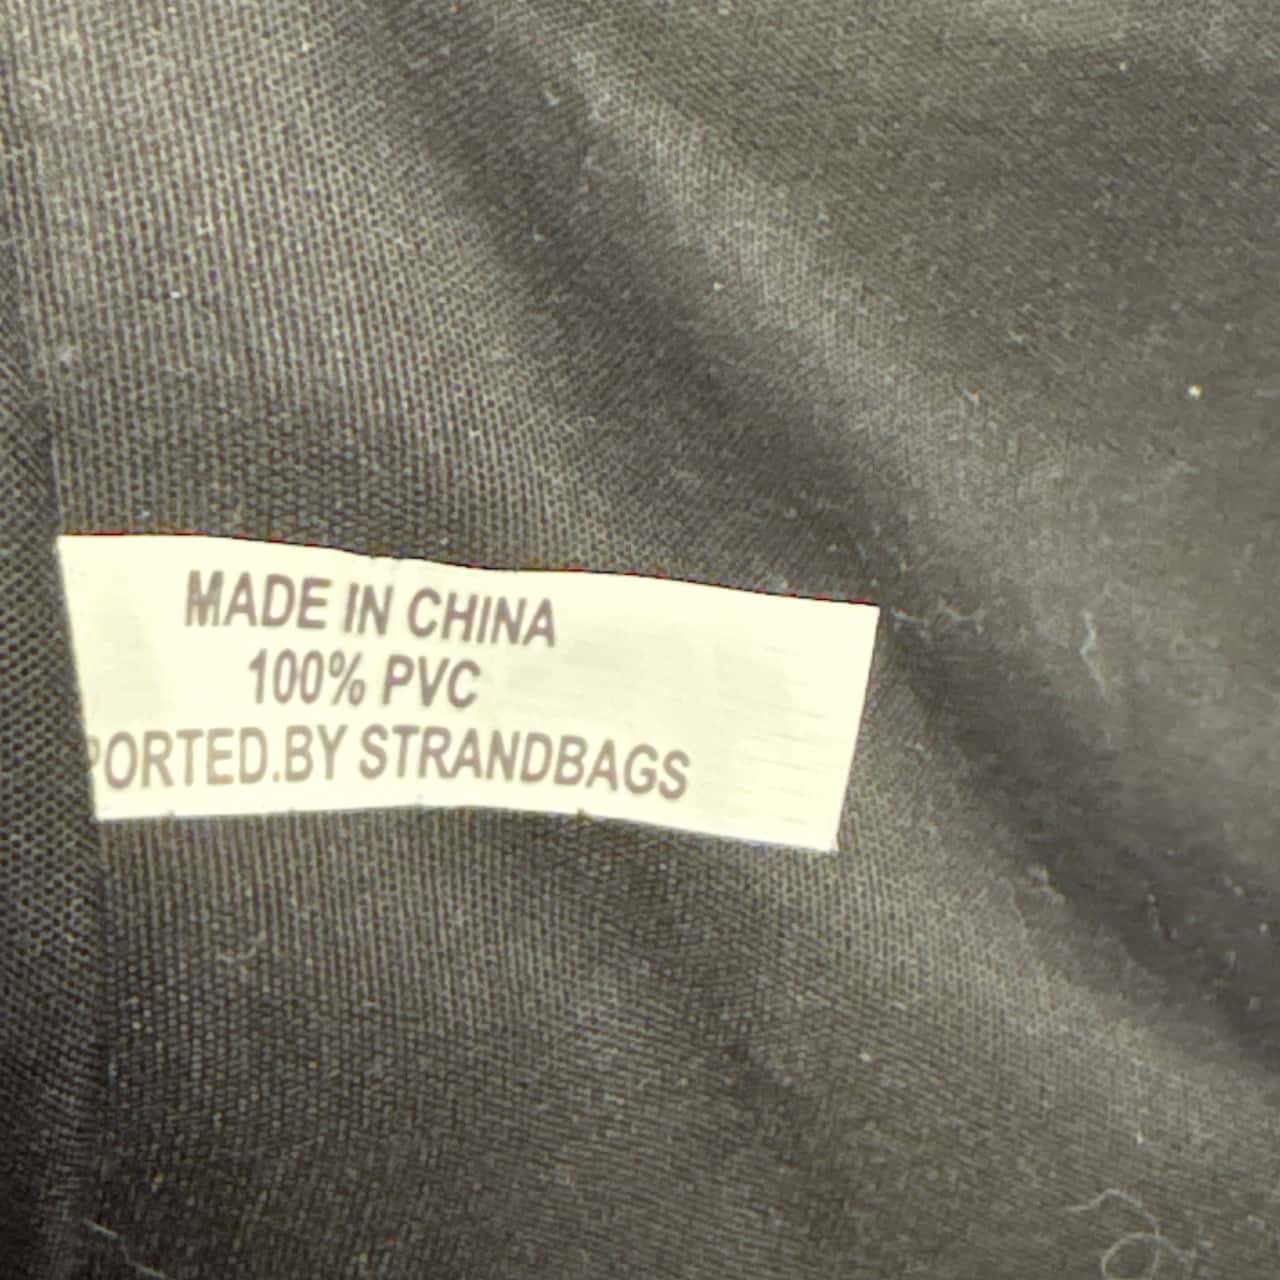 MADE IN CHINA
100% PVC
PORTED.BY STRANDBAGS